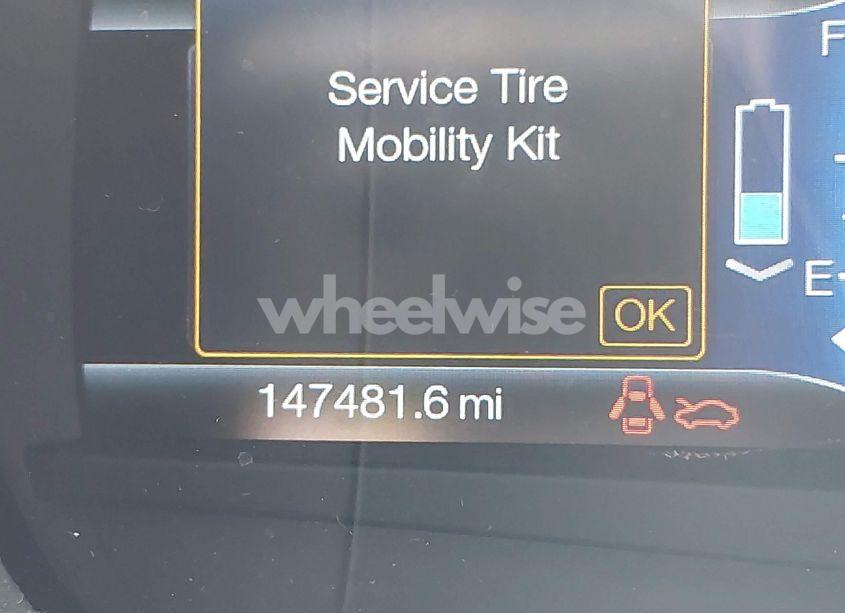 F
Service Tire
Mobility Kit
E
wheelwise
OK
147481.6 mi